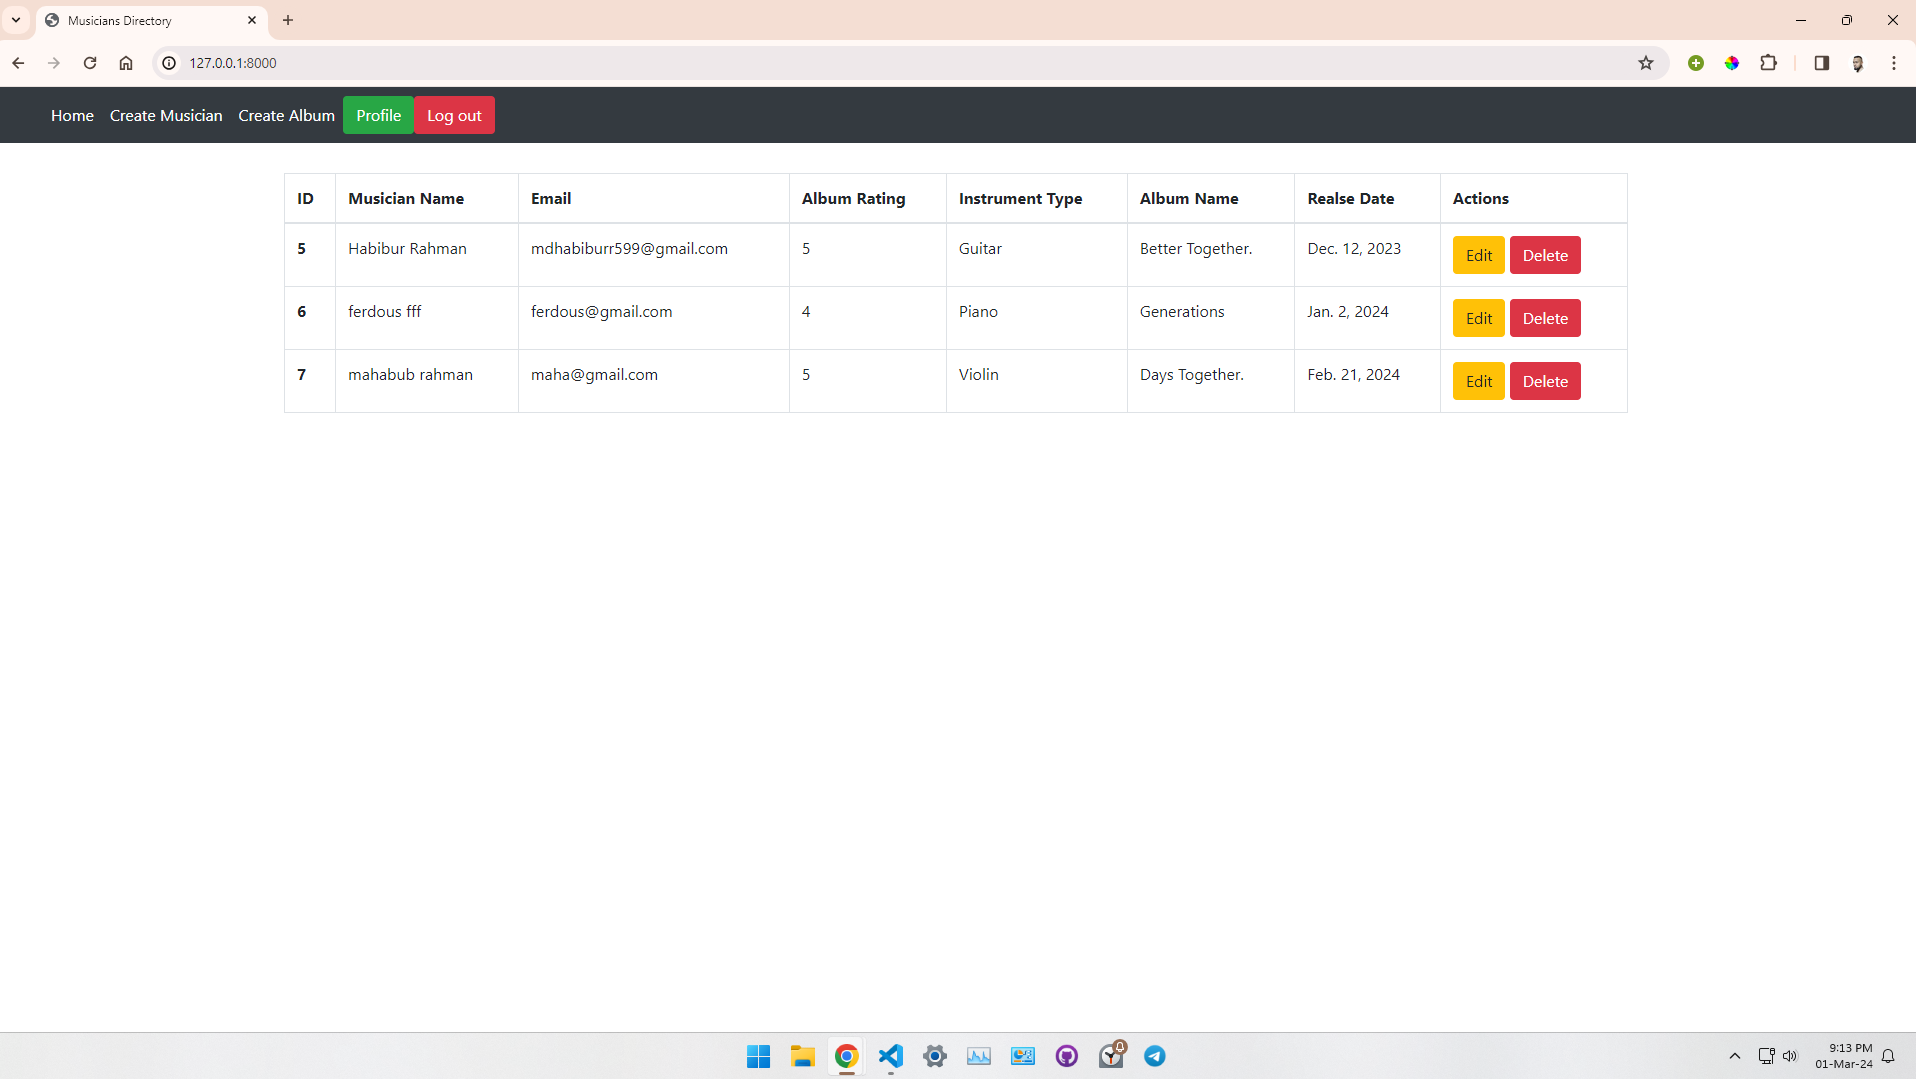 Musicians Directory
127.0.0.1:8000
Home Create Musician Create Album Profile Log out
ID Musician Name Email Album Rating Instrument Type Album Name Realse Date Actions
5 Habibur Rahman mdhabiburr599@gmail.com 5 Guitar Better Together. Dec. 12, 2023 Edit Delete
6 ferdous fff ferdous@gmail.com 4 Piano Generations Jan. 2, 2024 Edit Delete
7 mahabub rahman maha@gmail.com 5 Violin Days Together. Feb. 21, 2024 Edit Delete
9:13 PM
01-Mar-24